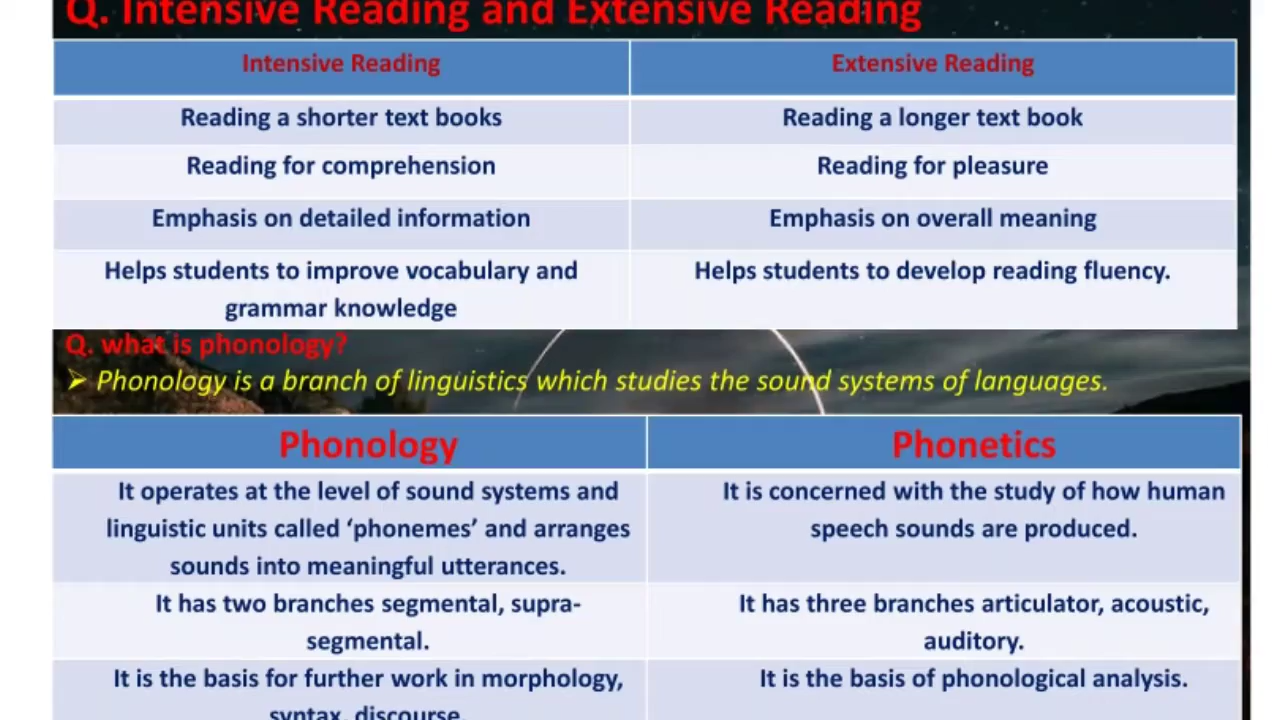 Q. Intensive Reading and Extensive Reading
Intensive Reading
Extensive Reading
Reading a shorter text books
Reading a longer text book
Reading for comprehension
Reading for pleasure
Emphasis on detailed information
Emphasis on overall meaning
Helps students to improve vocabulary and
grammar knowledge
Helps students to develop reading fluency.
Q. what is phonology?
➢ Phonology is a branch of linguistics which studies the sound systems of languages.
Phonology
Phonetics
It operates at the level of sound systems and
linguistic units called ‘phonemes’ and arranges
sounds into meaningful utterances.
It is concerned with the study of how human
speech sounds are produced.
It has two branches segmental, supra-
segmental.
It has three branches articulator, acoustic,
auditory.
It is the basis for further work in morphology,
syntax, discourse.
It is the basis of phonological analysis.